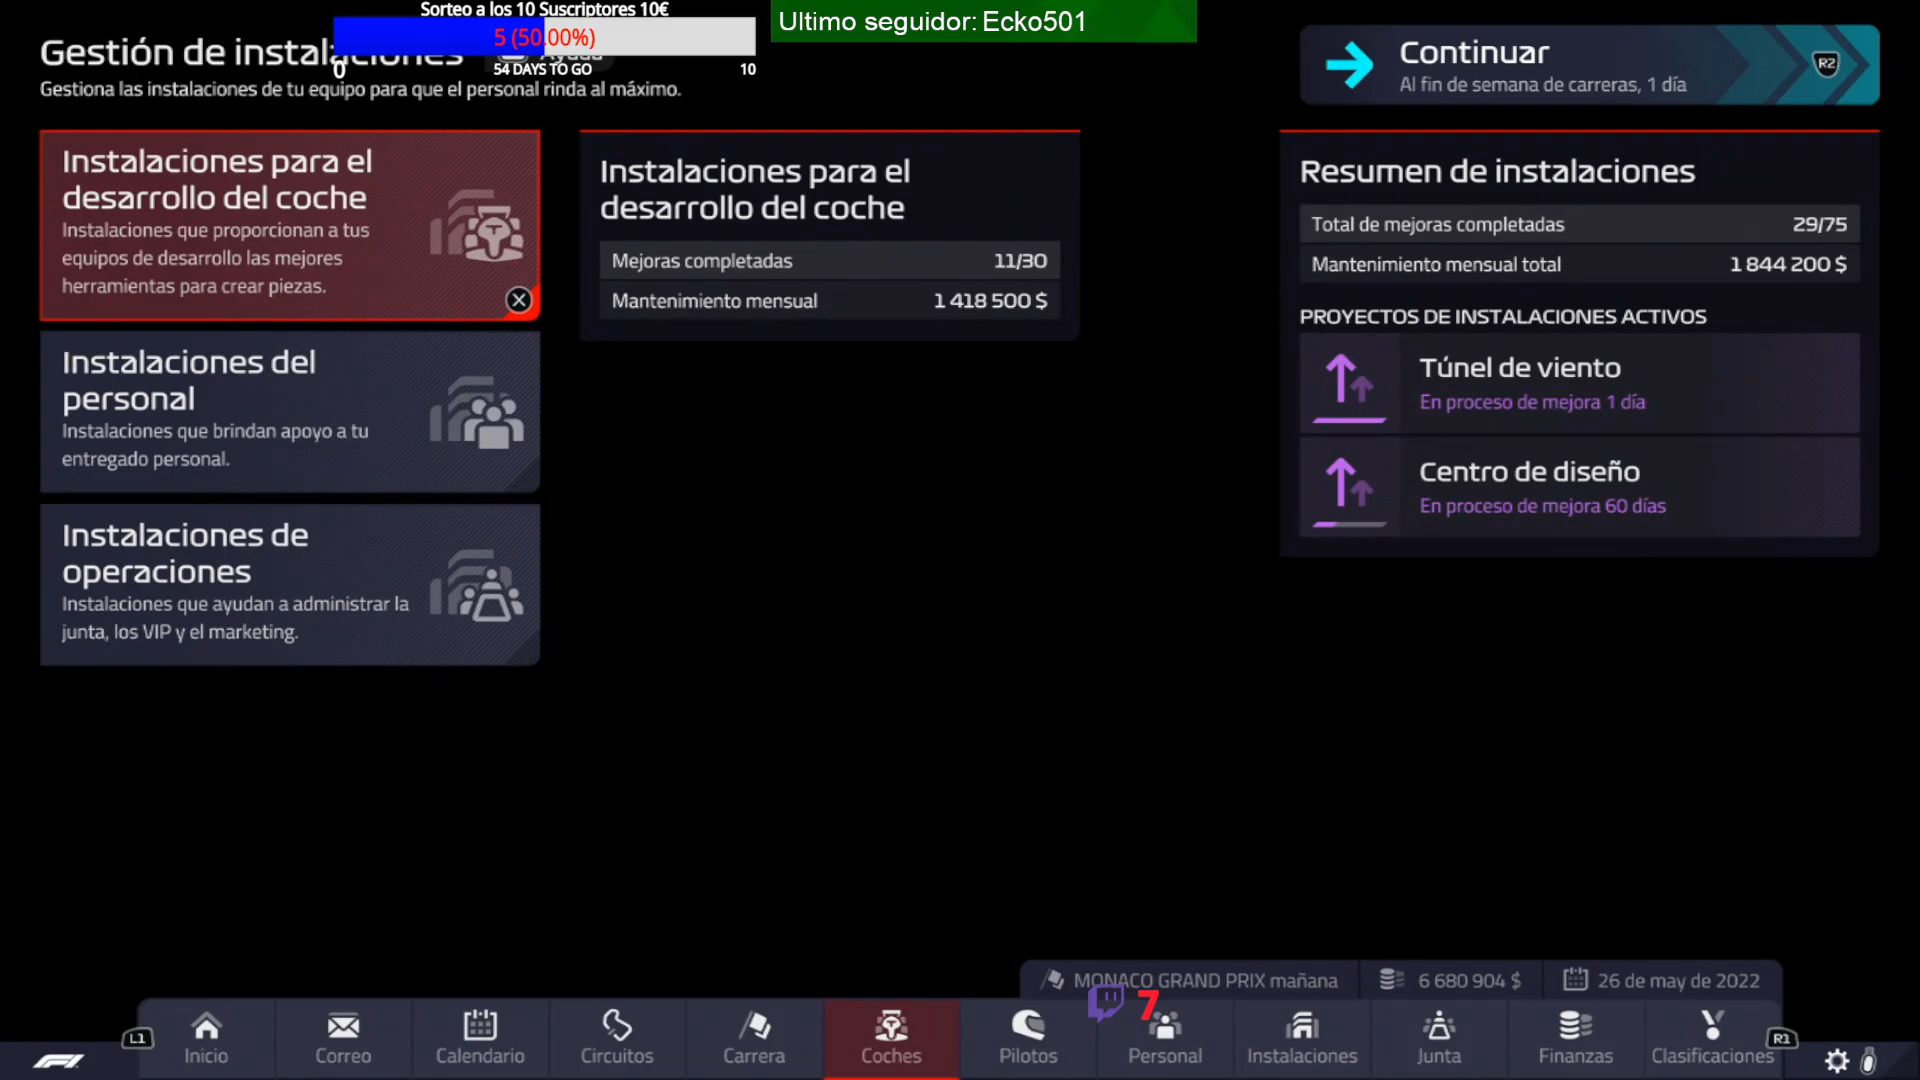 Sorteo a los 10 Suscriptores 10€
5 (50.00%)
0
54 DAYS TO GO
10
Ultimo seguidor: Ecko501
Gestión de instalaciones
Ayuda
Gestiona las instalaciones de tu equipo para que el personal rinda al máximo.
Continuar
Al fin de semana de carreras, 1 día
R2
Instalaciones para el
desarrollo del coche
Instalaciones que proporcionan a tus
equipos de desarrollo las mejores
herramientas para crear piezas.
Instalaciones del
personal
Instalaciones que brindan apoyo a tu
entregado personal.
Instalaciones de
operaciones
Instalaciones que ayudan a administrar la
junta, los VIP y el marketing.
Instalaciones para el
desarrollo del coche
Mejoras completadas 11/30
Mantenimiento mensual 1 418 500 $
Resumen de instalaciones
Total de mejoras completadas 29/75
Mantenimiento mensual total 1 844 200 $
PROYECTOS DE INSTALACIONES ACTIVOS
Túnel de viento
En proceso de mejora 1 día
Centro de diseño
En proceso de mejora 60 días
MONACO GRAND PRIX mañana
6 680 904 $
26 de may de 2022
7
L1
Inicio
Correo
Calendario
Circuitos
Carrera
Coches
Pilotos
Personal
Instalaciones
Junta
Finanzas
Clasificaciones
R1